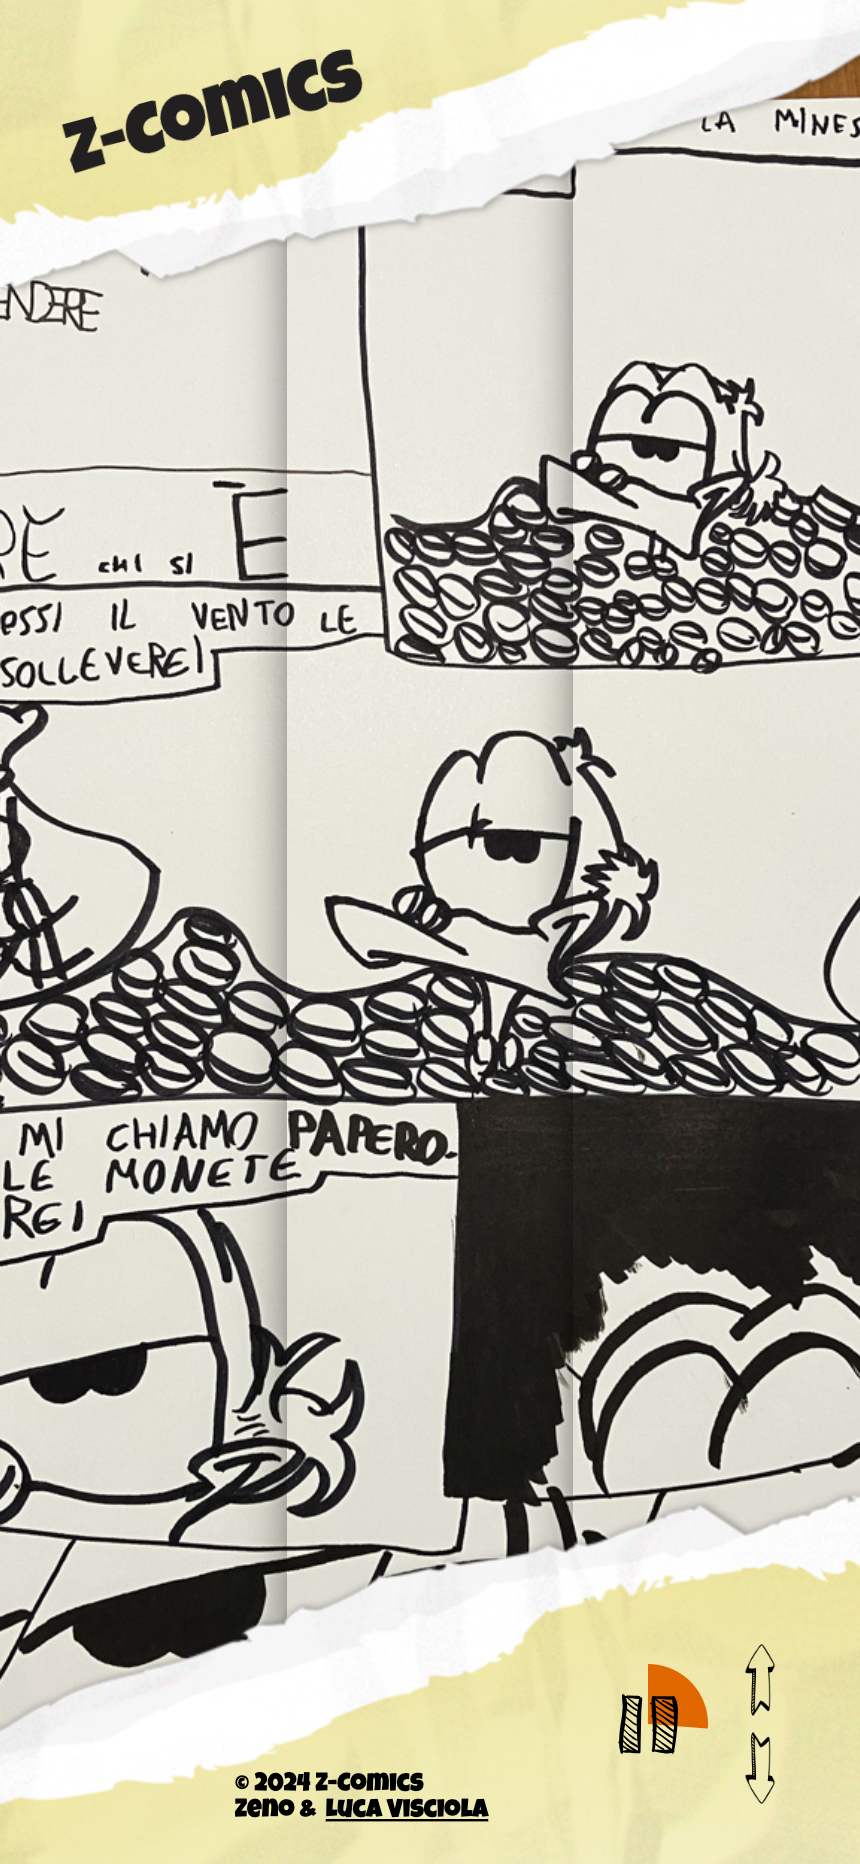 Z-COMICS
LA MINES
ENDERE
RE CHI SI È
ESSI IL VENTO LE
SOLLEVEREI
MI CHIAMO PAPERO.
LE MONETE
REI
© 2024 Z-COMICS
ZENO & LUCA VISCIOLA